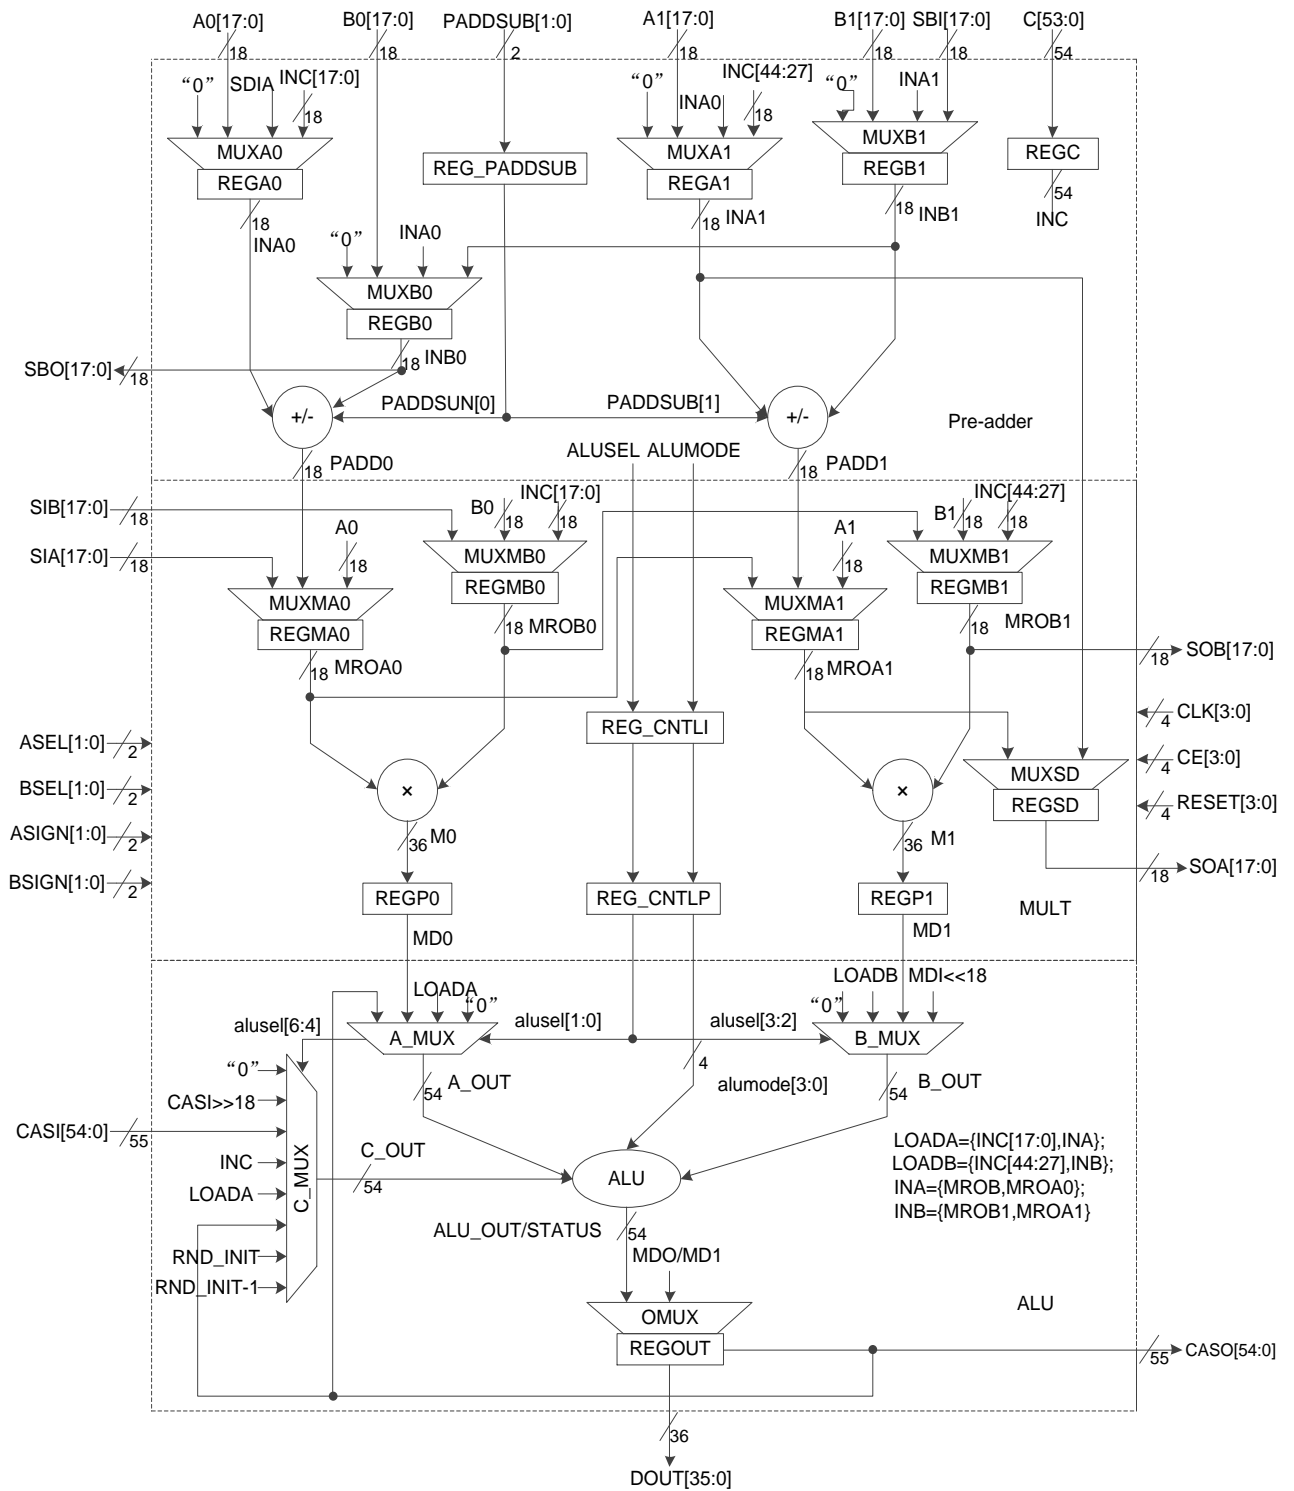 A0[17:0]
B0[17:0]
PADDSUB[1:0]
A1[17:0]
B1[17:0]
SBI[17:0]
C[53:0]
18
18
2
18
18
18
54
“0”
SDIA
INC[17:0]
18
“0”
INA0
INC[44:27]
18
“0”
INA1
MUXA0
REGA0
REG_PADDSUB
MUXA1
REGA1
MUXB1
REGB1
REGC
18
INA0
18
INA1
18
INB1
54
INC
“0”
INA0
MUXB0
REGB0
18
INB0
SBO[17:0]
18
+/-
PADDSUN[0]
PADDSUB[1]
+/-
Pre-adder
18
PADD0
ALUSEL
ALUMODE
18
PADD1
SIB[17:0]
18
SIA[17:0]
18
A0
18
B0
18
INC[17:0]
18
A1
18
B1
18
INC[44:27]
18
MUXMB0
REGMB0
MUXMB1
REGMB1
MUXMA0
REGMA0
MUXMA1
REGMA1
18
MROB0
18
MROB1
18
MROA0
18
MROA1
18
SOB[17:0]
REG_CNTLI
4
CLK[3:0]
ASEL[1:0]
2
CE[3:0]
4
BSEL[1:0]
2
×
×
MUXSD
REGSD
RESET[3:0]
4
ASIGN[1:0]
2
36
M0
36
M1
BSIGN[1:0]
2
18
SOA[17:0]
REGP0
REG_CNTLP
REGP1
MULT
MD0
MD1
LOADA
“0”
“0”
LOADB
MDI<<18
alusel[6:4]
A_MUX
alusel[1:0]
alusel[3:2]
B_MUX
“0”
54
A_OUT
4
alumode[3:0]
54
B_OUT
CASI>>18
CASI[54:0]
55
INC
LOADA
RND_INIT
RND_INIT-1
C_MUX
C_OUT
54
ALU
LOADA={INC[17:0],INA};
LOADB={INC[44:27],INB};
INA={MROB,MROA0};
INB={MROB1,MROA1}
ALU_OUT/STATUS
54
MDO/MD1
OMUX
REGOUT
ALU
55
CASO[54:0]
36
DOUT[35:0]